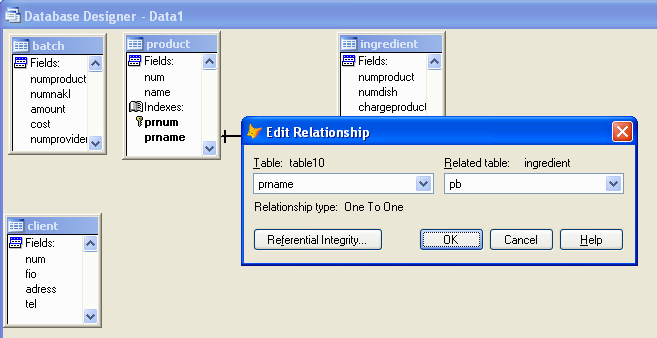 Database Designer - Data1
batch
Fields:
numproduct
numnakl
amount
cost
numprovider
product
Fields:
num
name
Indexes:
prnum
prname
ingredient
Fields:
numproduct
numdish
chargeproduct
Edit Relationship
Table: table10
Related table: ingredient
prname
pb
Relationship type: One To One
Referential Integrity...
OK
Cancel
Help
client
Fields:
num
fio
adress
tel